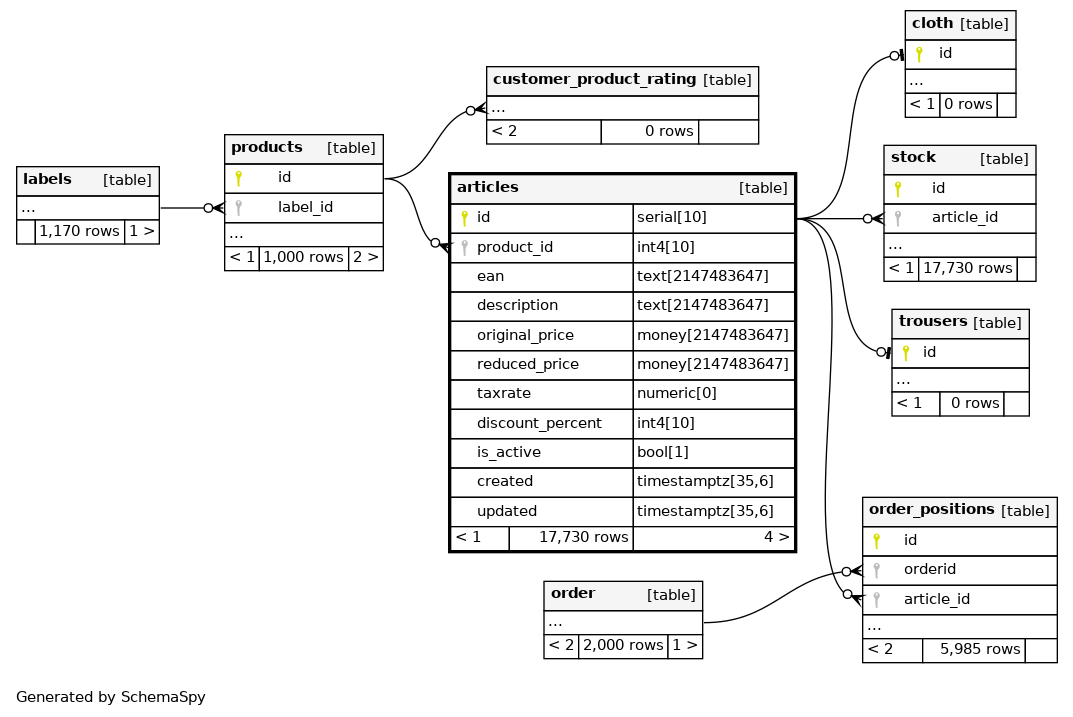 labels [table]
...
1,170 rows 1 >
products [table]
id
label_id
...
< 1 1,000 rows 2 >
customer_product_rating [table]
...
< 2 0 rows
articles [table]
id serial[10]
product_id int4[10]
ean text[2147483647]
description text[2147483647]
original_price money[2147483647]
reduced_price money[2147483647]
taxrate numeric[0]
discount_percent int4[10]
is_active bool[1]
created timestamptz[35,6]
updated timestamptz[35,6]
< 1 17,730 rows 4 >
order [table]
...
< 2 2,000 rows 1 >
cloth [table]
id
...
< 1 0 rows
stock [table]
id
article_id
...
< 1 17,730 rows
trousers [table]
id
...
< 1 0 rows
order_positions [table]
id
orderid
article_id
...
< 2 5,985 rows
Generated by SchemaSpy